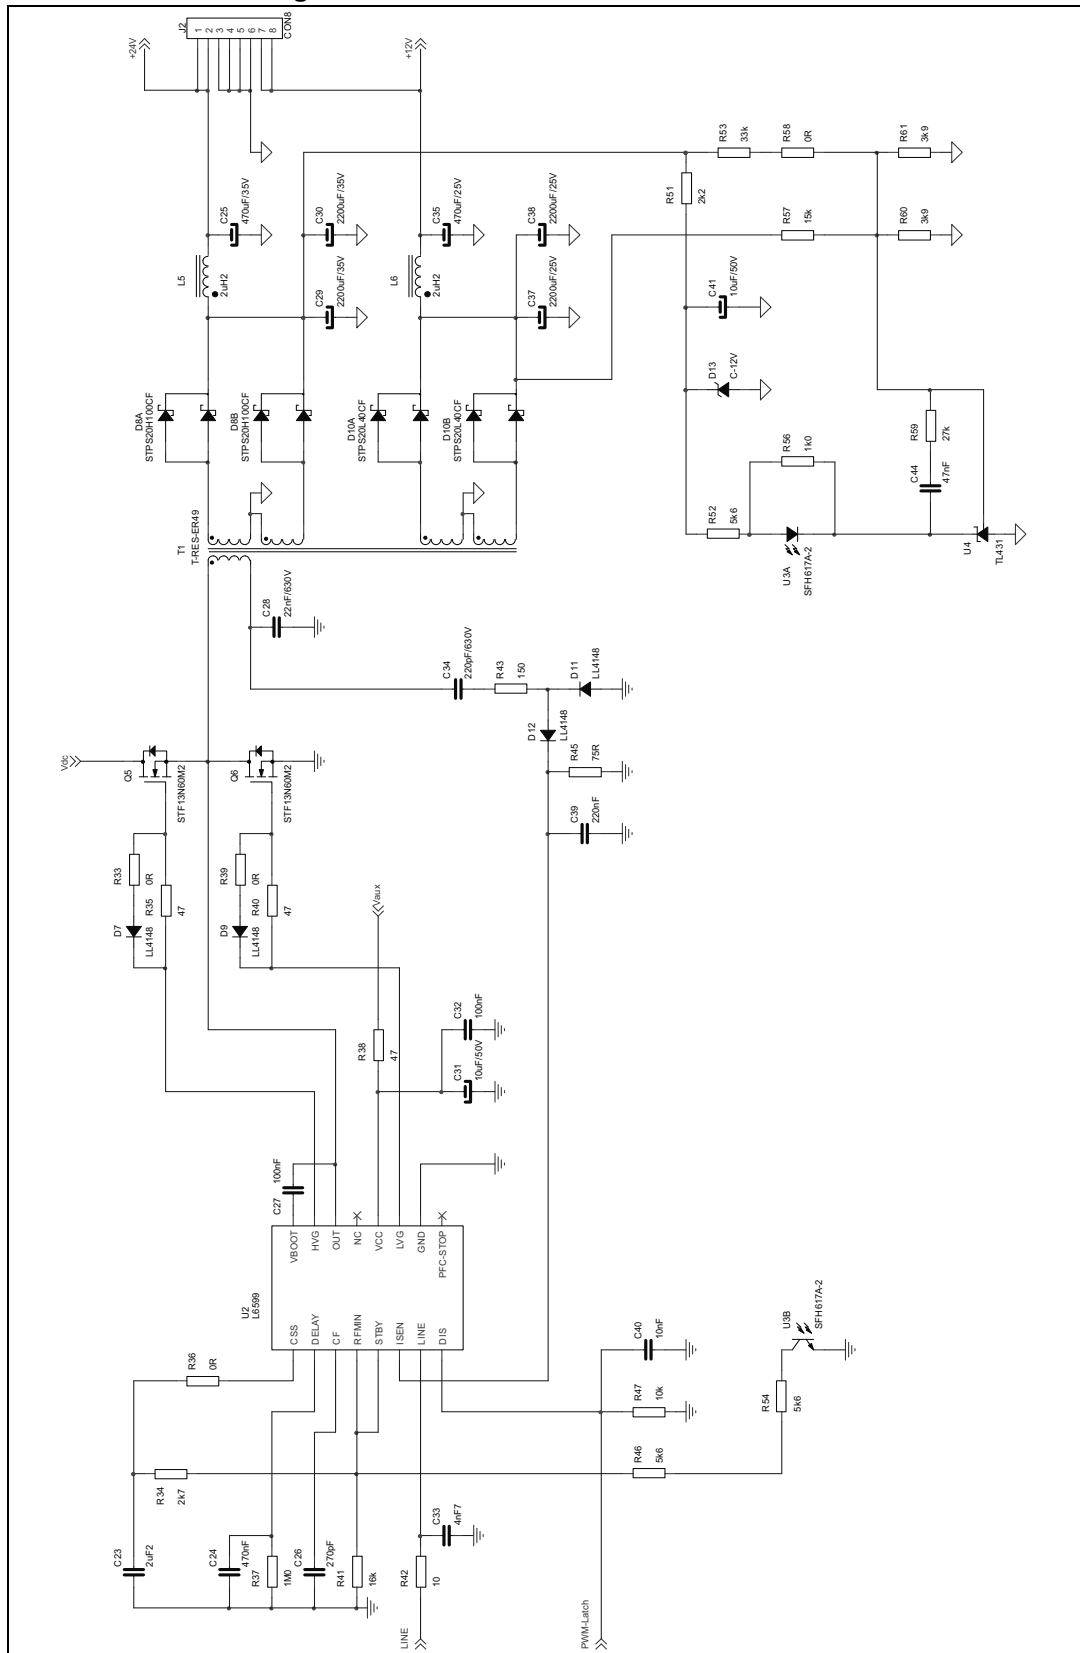 J2
CON8
1
2
3
4
5
6
7
8
+24V
+12V
L5
2uH2
C25
470uF/35V
C30
2200uF/35V
C29
2200uF/35V
L6
2uH2
C35
470uF/25V
C38
2200uF/25V
C37
2200uF/25V
R53
33k
R58
0R
R61
3k9
R51
2k2
R57
15k
R60
3k9
C41
10uF/50V
D13
C-12V
D8A
STPS20H100CF
D8B
STPS20H100CF
D10A
STPS20L40CF
D10B
STPS20L40CF
R56
1k0
R59
27k
C44
47nF
R52
5k6
U3A
SFH617A-2
U4
TL431
T1
T-RES-ER49
C28
22nF/630V
C34
220pF/630V
R43
150
D11
LL4148
D12
LL4148
R45
75R
C39
220nF
Vdc
Q5
STF13N60M2
Q6
STF13N60M2
R33
0R
R35
47
D7
LL4148
R39
0R
R40
47
D9
LL4148
Vaux
R38
47
C32
100nF
C31
10uF/50V
C27
100nF
U2
L6599
VBOOT
HVG
OUT
NC
VCC
LVG
GND
PFC-STOP
CSS
DELAY
CF
RFMIN
STBY
ISEN
LINE
DIS
R36
0R
R34
2k7
C23
2uF2
C24
470nF
R37
1M0
C26
270pF
R41
16k
R42
10
C33
4nF7
LINE
C40
10nF
R47
10k
R46
5k6
R54
5k6
U3B
SFH617A-2
PWM-Latch